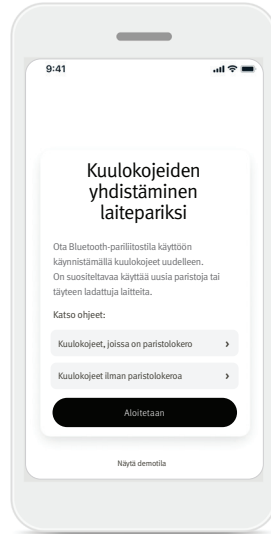 9:41
Kuulokojeiden
yhdistäminen
laitepariksi
Ota Bluetooth-pariliitostila käyttöön
käynnistämällä kuulokojeet uudelleen.
On suositeltavaa käyttää uusia paristoja tai
täyteen ladattuja laitteita.
Katso ohjeet:
Kuulokojeet, joissa on paristolokero
Kuulokojeet ilman paristolokeroa
Aloitetaan
Näytä demotila